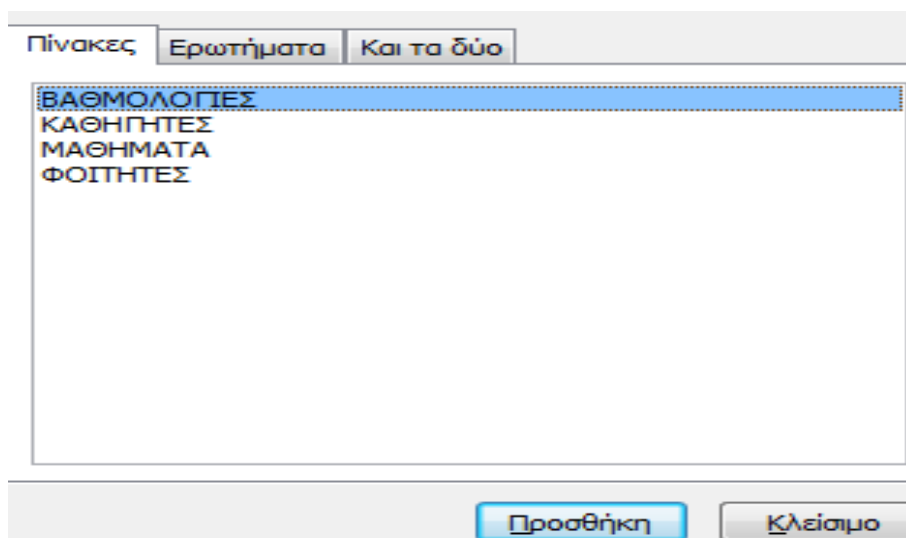 Πίνακες Ερωτήματα Και τα δύο
ΒΑΘΜΟΛΟΓΙΕΣ
ΚΑΘΗΓΗΤΕΣ
ΜΑΘΗΜΑΤΑ
ΦΟΙΤΗΤΕΣ
Προσθήκη Κλείσιμο